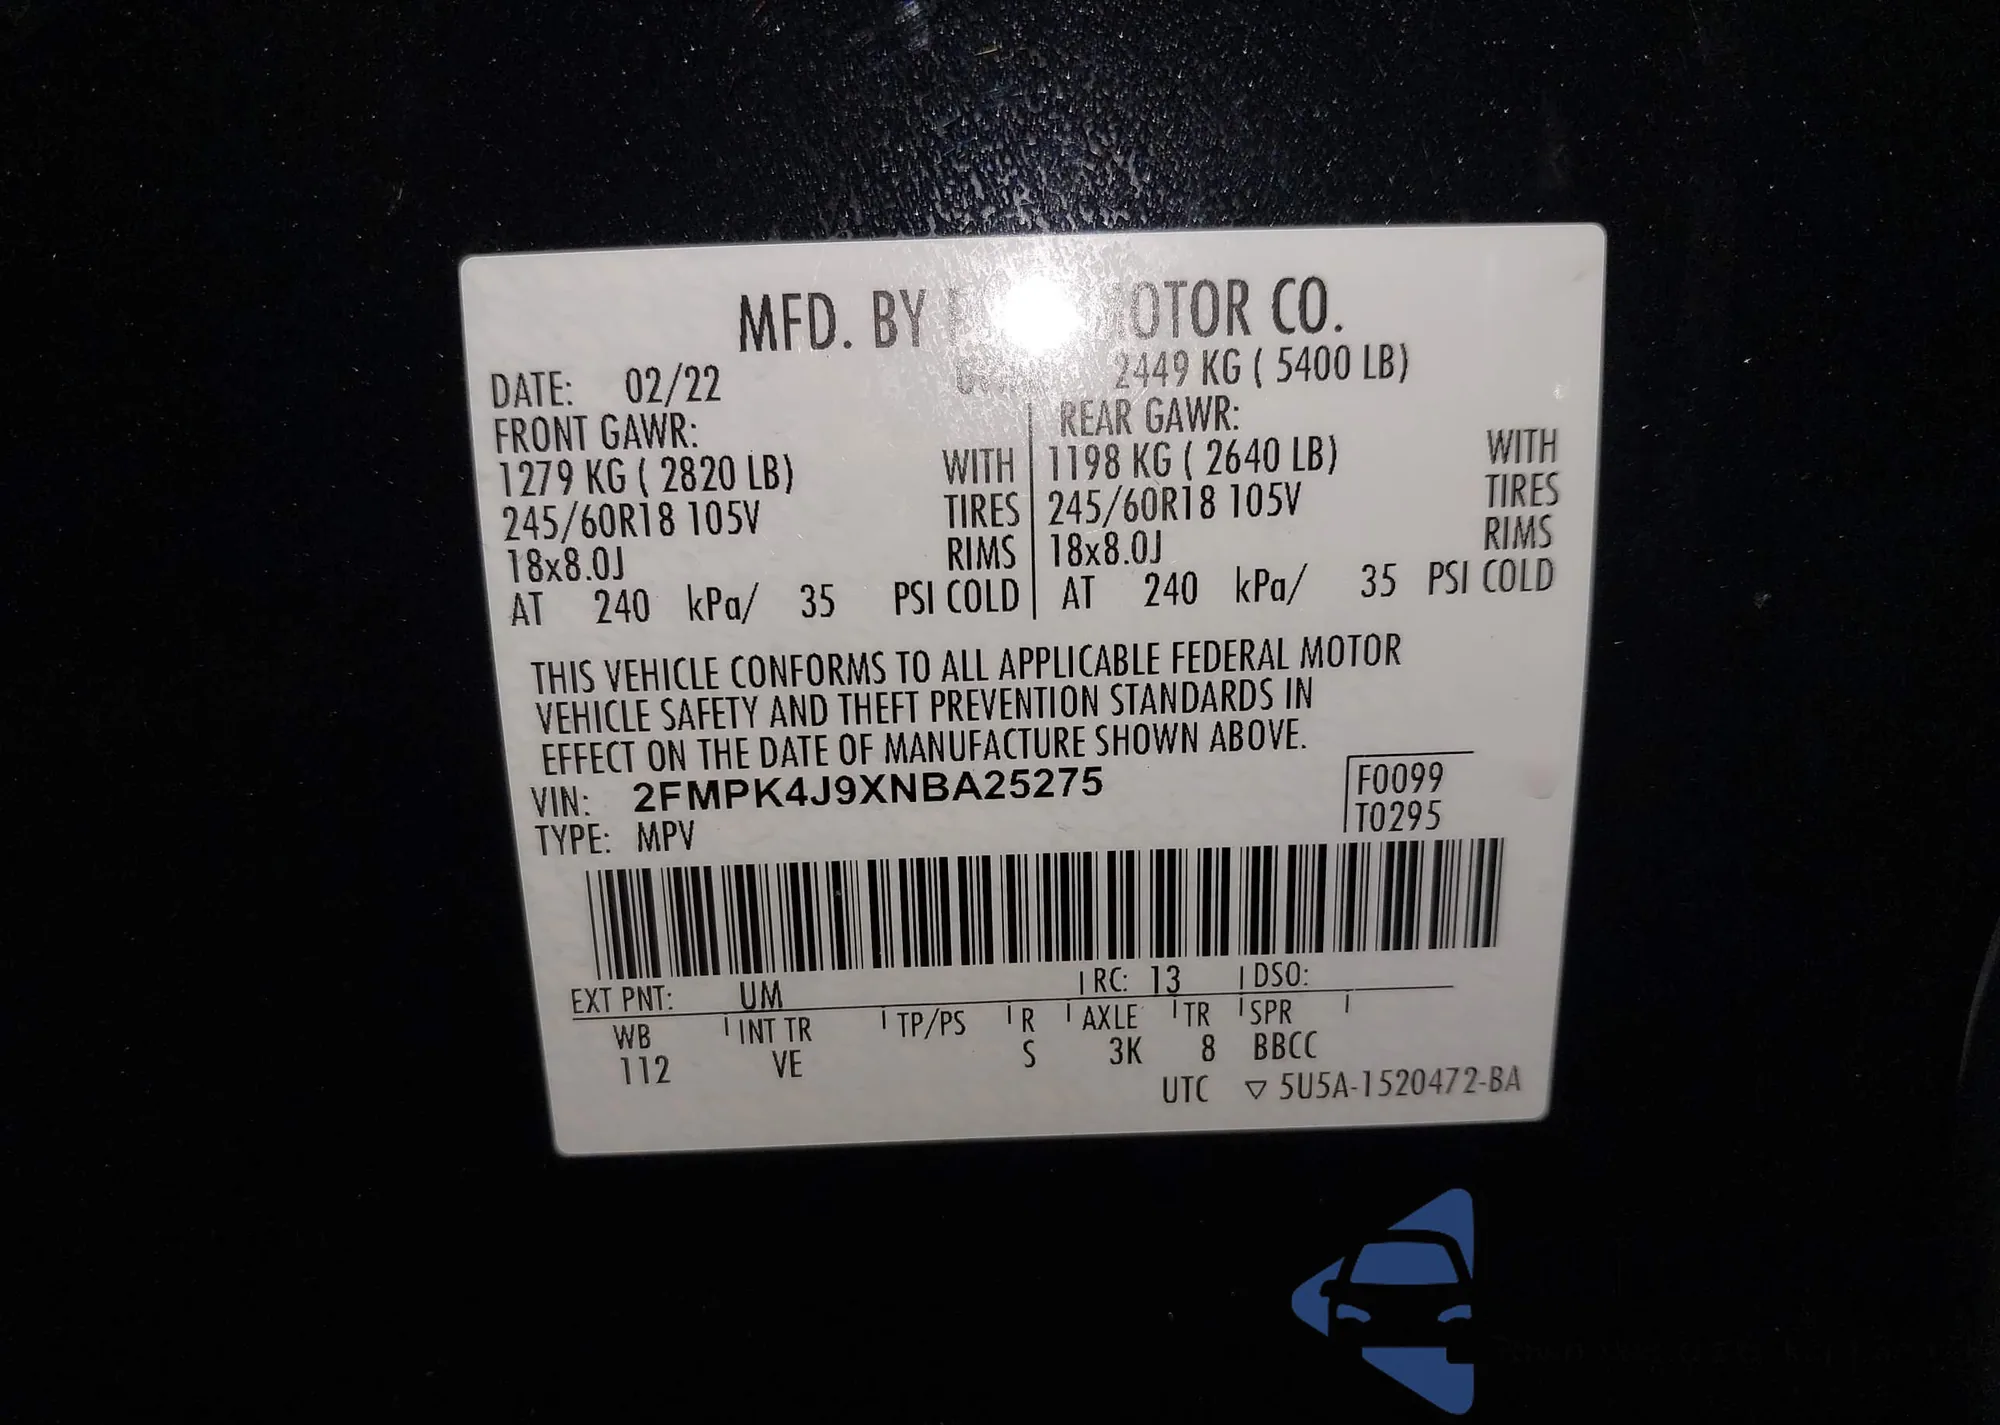 MFD. BY MOTOR CO.
DATE: 02/22 2449 KG ( 5400 LB)
FRONT GAWR: REAR GAWR:
1279 KG ( 2820 LB) WITH 1198 KG ( 2640 LB) WITH
245/60R18 105V TIRES 245/60R18 105V TIRES
18x8.0J RIMS 18x8.0J RIMS
AT 240 kPa/ 35 PSI COLD AT 240 kPa/ 35 PSI COLD
THIS VEHICLE CONFORMS TO ALL APPLICABLE FEDERAL MOTOR
VEHICLE SAFETY AND THEFT PREVENTION STANDARDS IN
EFFECT ON THE DATE OF MANUFACTURE SHOWN ABOVE.
VIN: 2FMPK4J9XNBA25275 F0099
TYPE: MPV T0295
EXT PNT: UM RC: 13 DSO:
WB INT TR TP/PS R AXLE TR SPR
112 VE S 3K 8 BBCC
UTC ▽ 5U5A-1520472-BA